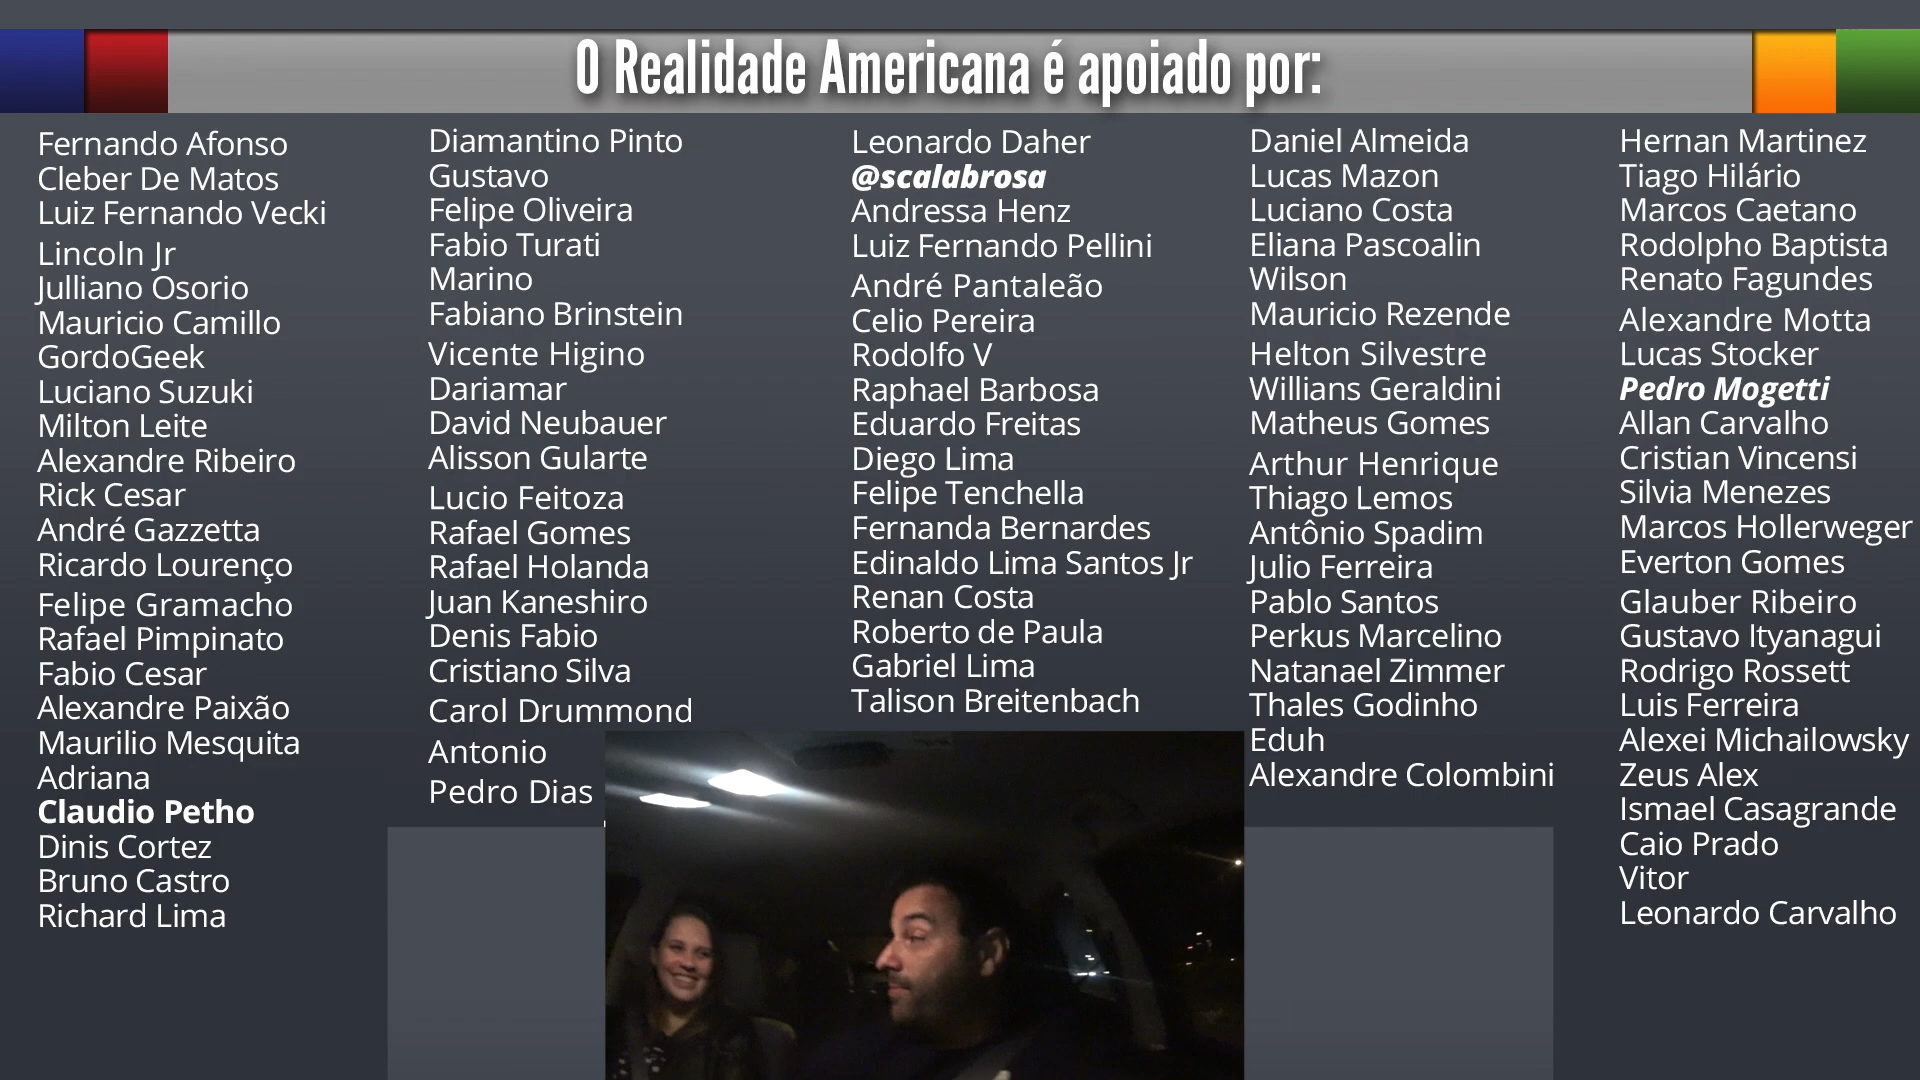 O Realidade Americana é apoiado por:
Fernando Afonso
Cleber De Matos
Luiz Fernando Vecki
Lincoln Jr
Julliano Osorio
Mauricio Camillo
GordoGeek
Luciano Suzuki
Milton Leite
Alexandre Ribeiro
Rick Cesar
André Gazzetta
Ricardo Lourenço
Felipe Gramacho
Rafael Pimpinato
Fabio Cesar
Alexandre Paixão
Maurilio Mesquita
Adriana
Claudio Petho
Dinis Cortez
Bruno Castro
Richard Lima
Diamantino Pinto
Gustavo
Felipe Oliveira
Fabio Turati
Marino
Fabiano Brinstein
Vicente Higino
Dariamar
David Neubauer
Alisson Gularte
Lucio Feitoza
Rafael Gomes
Rafael Holanda
Juan Kaneshiro
Denis Fabio
Cristiano Silva
Carol Drummond
Antonio
Pedro Dias
Leonardo Daher
@scalabrosa
Andressa Henz
Luiz Fernando Pellini
André Pantaleão
Celio Pereira
Rodolfo V
Raphael Barbosa
Eduardo Freitas
Diego Lima
Felipe Tenchella
Fernanda Bernardes
Edinaldo Lima Santos Jr
Renan Costa
Roberto de Paula
Gabriel Lima
Talison Breitenbach
Daniel Almeida
Lucas Mazon
Luciano Costa
Eliana Pascoalin
Wilson
Mauricio Rezende
Helton Silvestre
Willians Geraldini
Matheus Gomes
Arthur Henrique
Thiago Lemos
Antônio Spadim
Julio Ferreira
Pablo Santos
Perkus Marcelino
Natanael Zimmer
Thales Godinho
Eduh
Alexandre Colombini
Hernan Martinez
Tiago Hilário
Marcos Caetano
Rodolpho Baptista
Renato Fagundes
Alexandre Motta
Lucas Stocker
Pedro Mogetti
Allan Carvalho
Cristian Vincensi
Silvia Menezes
Marcos Hollerweger
Everton Gomes
Glauber Ribeiro
Gustavo Ityanagui
Rodrigo Rossett
Luis Ferreira
Alexei Michailowsky
Zeus Alex
Ismael Casagrande
Caio Prado
Vitor
Leonardo Carvalho